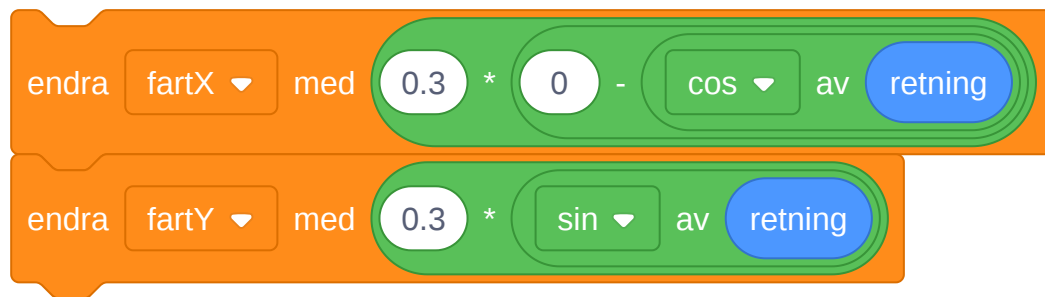 endra fartX med 0.3 * 0 - cos av retning
endra fartY med 0.3 * sin av retning